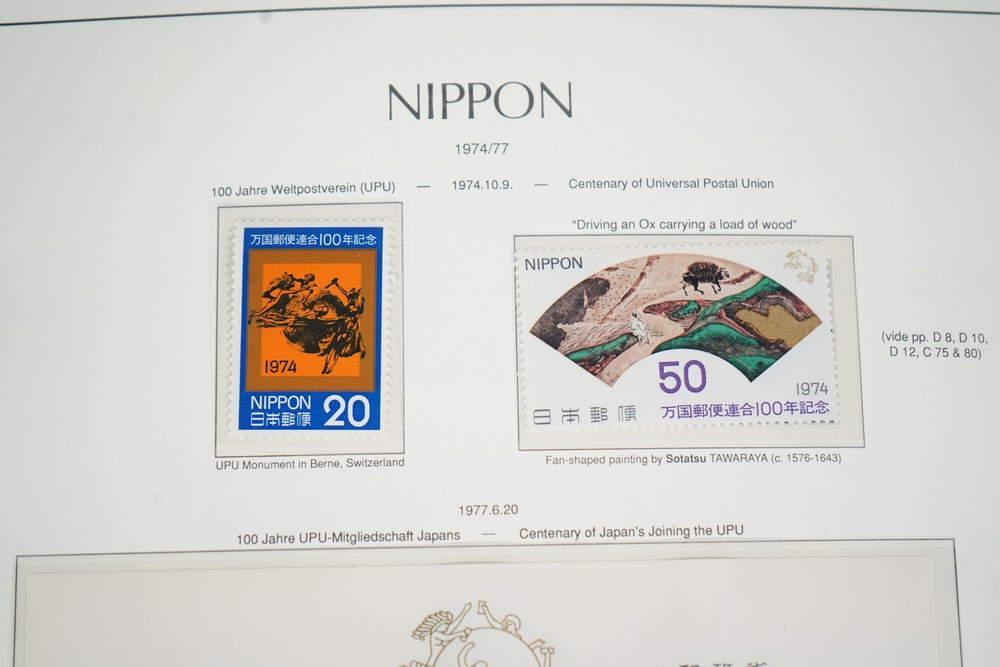 NIPPON
1974/77
100 Jahre Weltpostverein (UPU) — 1974.10.9. — Centenary of Universal Postal Union
"Driving an Ox carrying a load of wood"
万国郵便連合100年記念
1974
NIPPON
日本郵便 20
NIPPON
50
1974
日本郵便 万国郵便連合100年記念
(vide pp. D 8, D 10,
D 12, C 75 & 80)
UPU Monument in Berne, Switzerland
Fan-shaped painting by Sotatsu TAWARAYA (c. 1576-1643)
1977.6.20
100 Jahre UPU-Mitgliedschaft Japans — Centenary of Japan's Joining the UPU